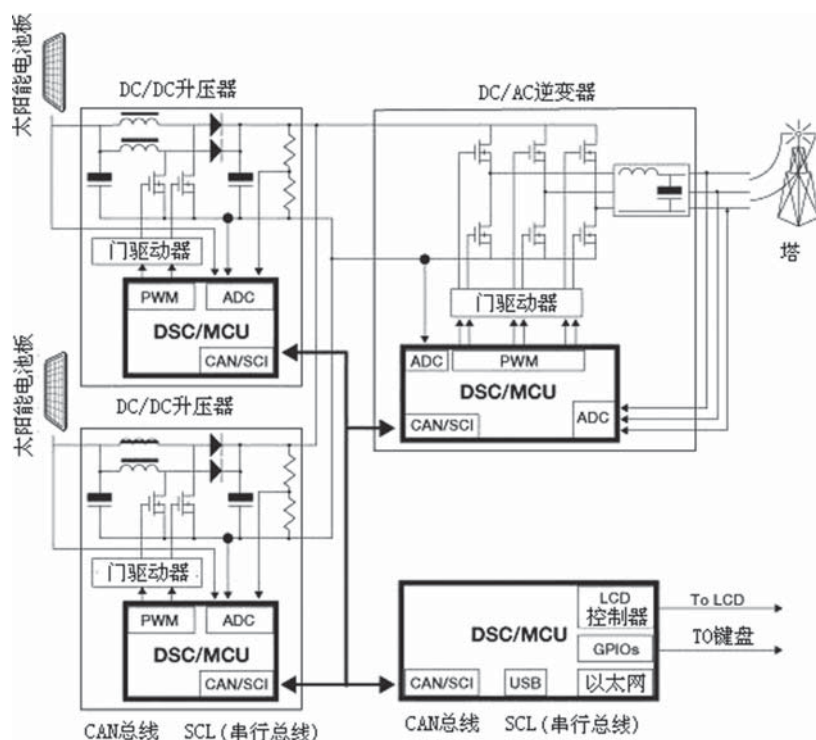 太阳能电池板
DC/DC升压器
门驱动器
PWM
ADC
DSC/MCU
CAN/SCI
DC/AC逆变器
塔
门驱动器
ADC
PWM
DSC/MCU
CAN/SCI
ADC
太阳能电池板
DC/DC升压器
门驱动器
PWM
ADC
DSC/MCU
CAN/SCI
CAN总线 SCL(串行总线)
LCD
控制器
To LCD
DSC/MCU
GPIOs
TO键盘
CAN/SCI
USB
以太网
CAN总线 SCL(串行总线)